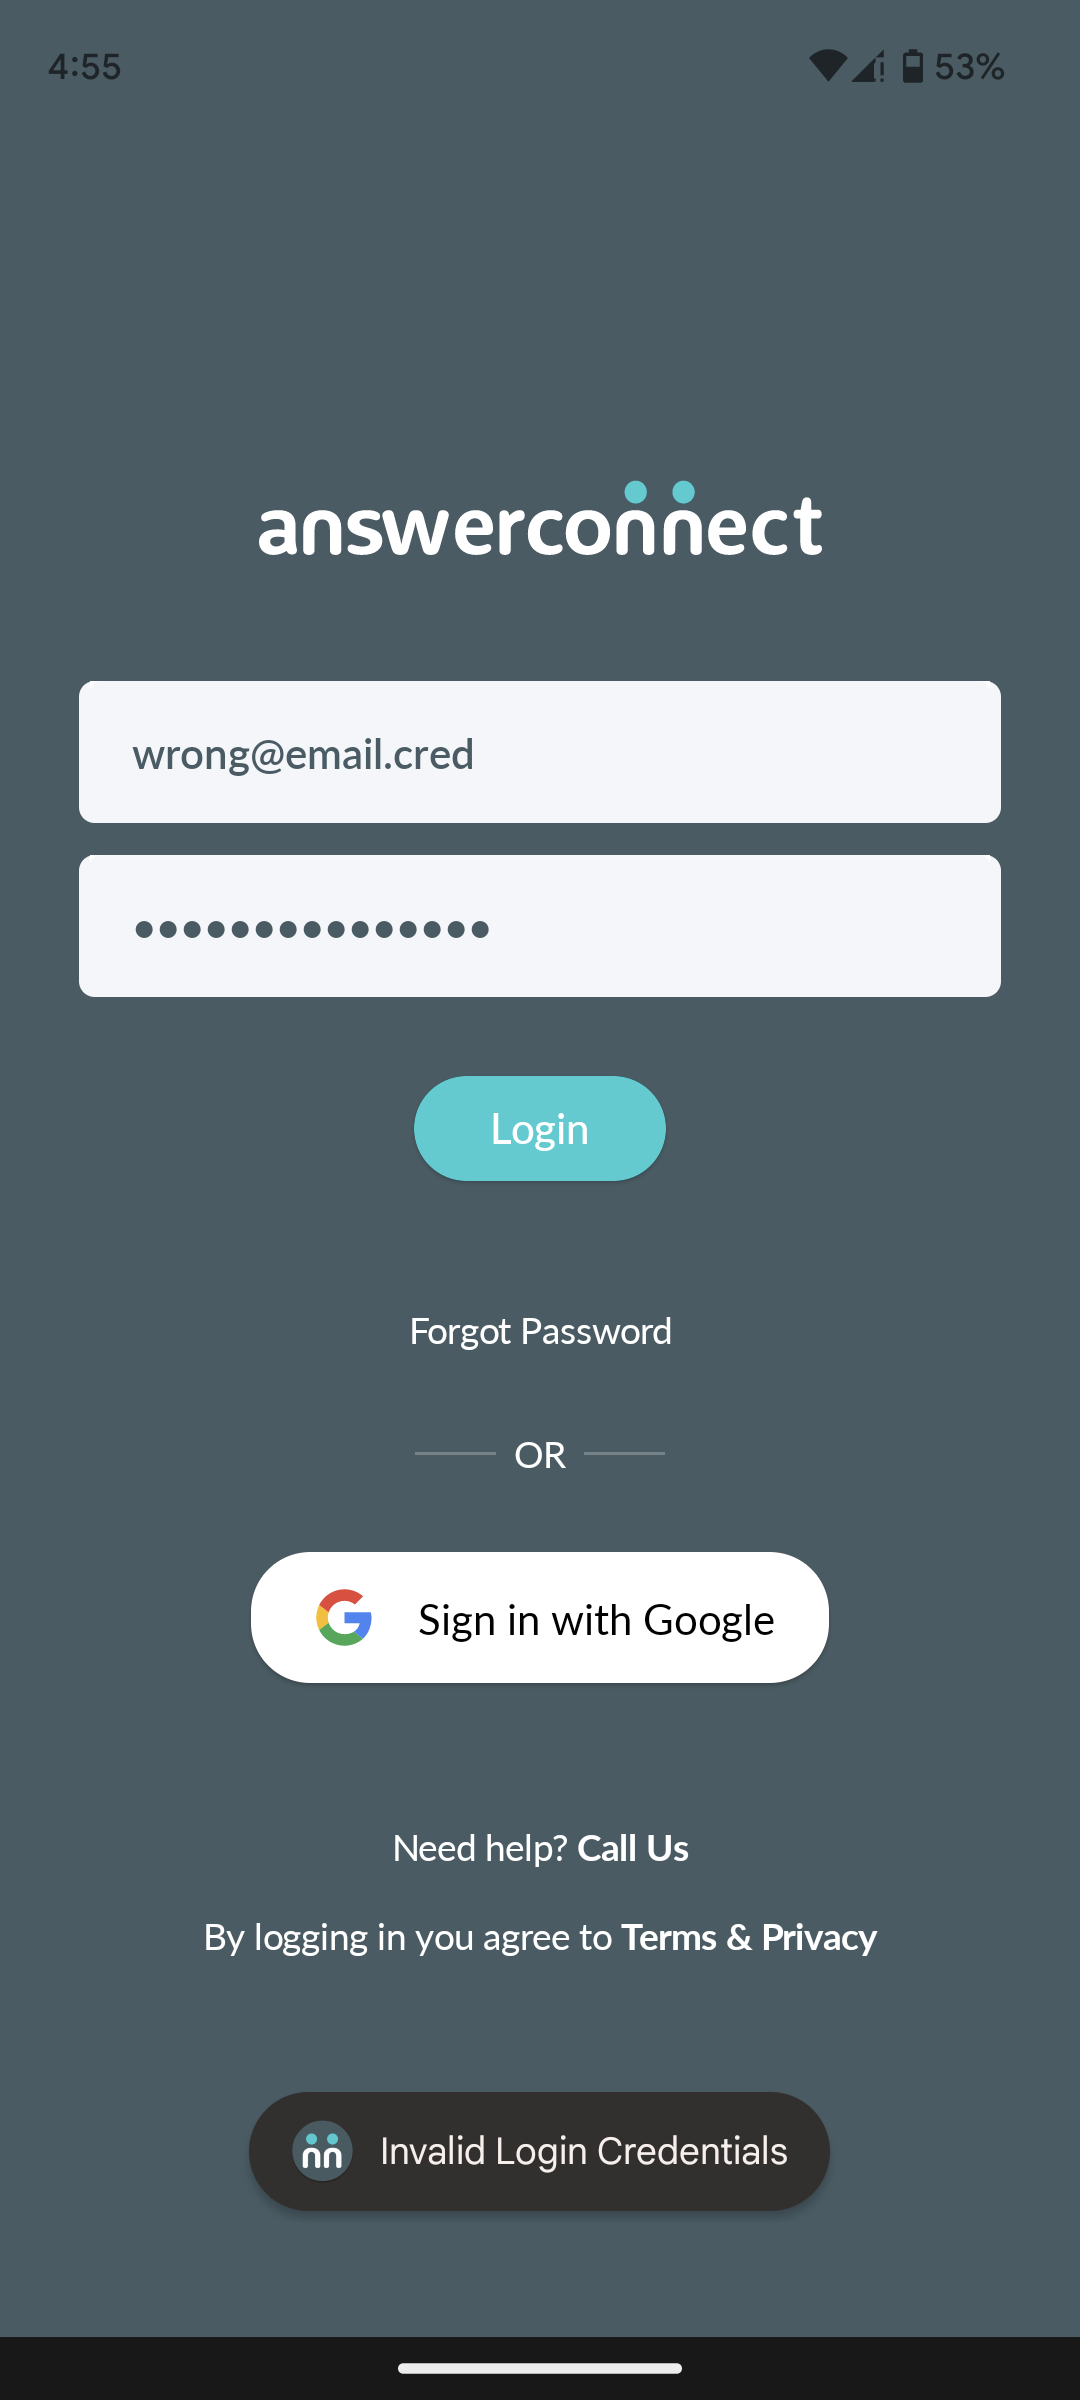 4:55
53%
answerconnect
wrong@email.cred
•••••••••••••••
Login
Forgot Password
OR
Sign in with Google
Need help? Call Us
By logging in you agree to Terms & Privacy
Invalid Login Credentials